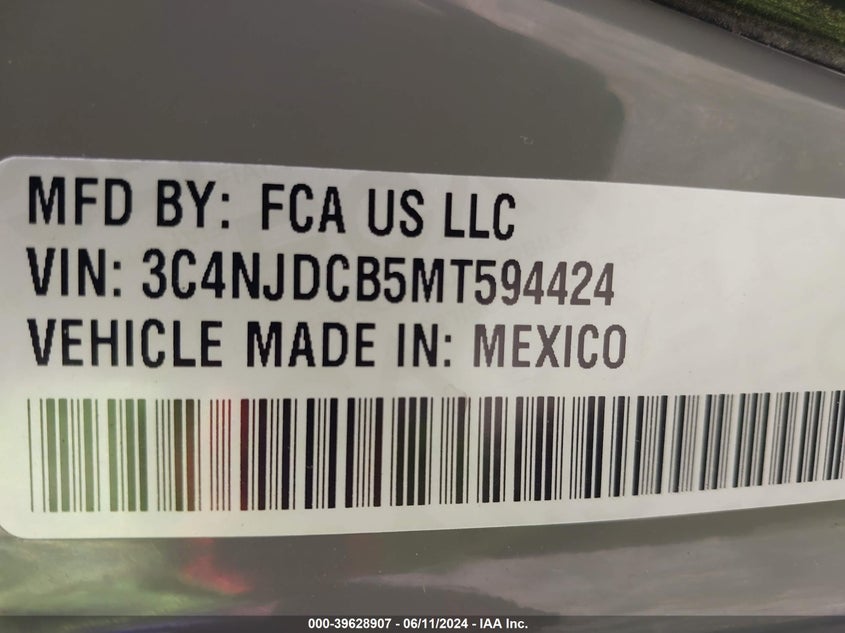 MFD BY: FCA US LLC
VIN: 3C4NJDCB5MT594424
VEHICLE MADE IN: MEXICO
000-39628907 - 06/11/2024 - IAA Inc.